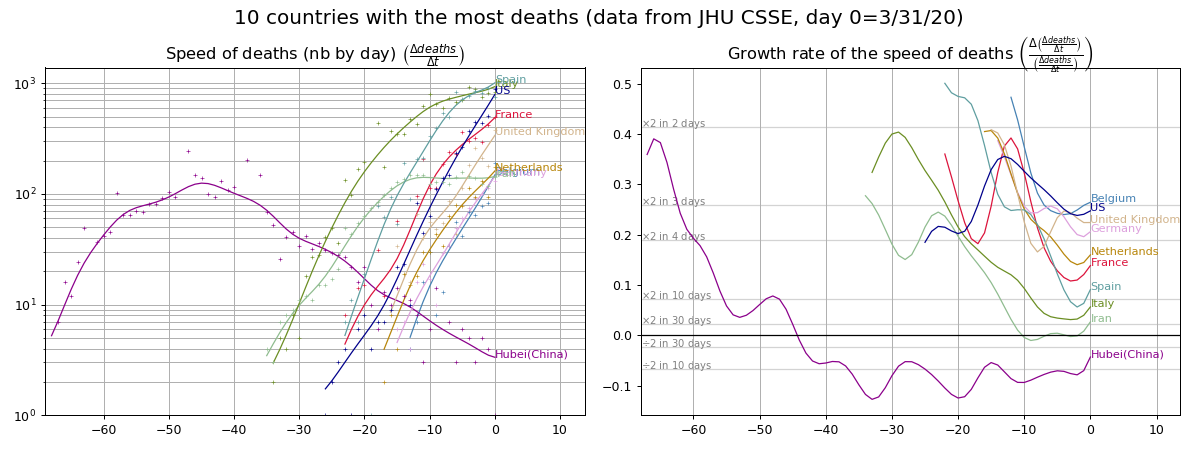 10 countries with the most deaths (data from JHU CSSE, day 0=3/31/20)
Speed of deaths (nb by day) (Δdeaths/Δt)
10³
10²
10¹
10⁰
Spain
Italy
US
France
United Kingdom
Netherlands
Germany
Hubei(China)
−60 −50 −40 −30 −20 −10 0 10
Growth rate of the speed of deaths (Δ(Δdeaths/Δt)/(Δdeaths/Δt))
0.5
0.4
0.3
0.2
0.1
0.0
−0.1
×2 in 2 days
×2 in 3 days
×2 in 4 days
×2 in 10 days
×2 in 30 days
÷2 in 30 days
÷2 in 10 days
Belgium
US
United Kingdom
Germany
Netherlands
France
Spain
Italy
Iran
Hubei(China)
−60 −50 −40 −30 −20 −10 0 10